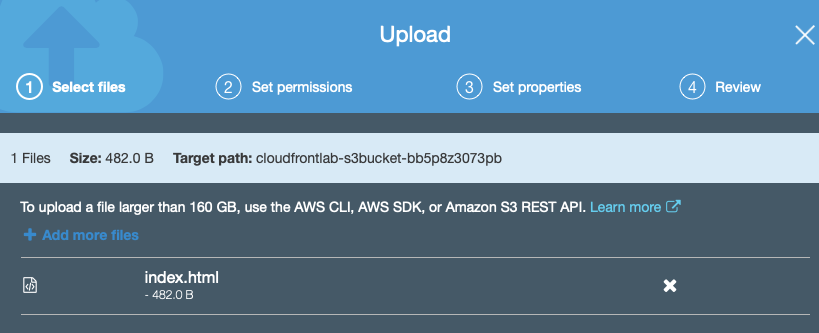 Upload
1 Select files 2 Set permissions 3 Set properties 4 Review
1 Files Size: 482.0 B Target path: cloudfrontlab-s3bucket-bb5p8z3073pb
To upload a file larger than 160 GB, use the AWS CLI, AWS SDK, or Amazon S3 REST API. Learn more
+ Add more files
index.html
- 482.0 B